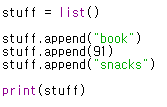 stuff = list()
stuff.append("book")
stuff.append(91)
stuff.append("snacks")
print(stuff)